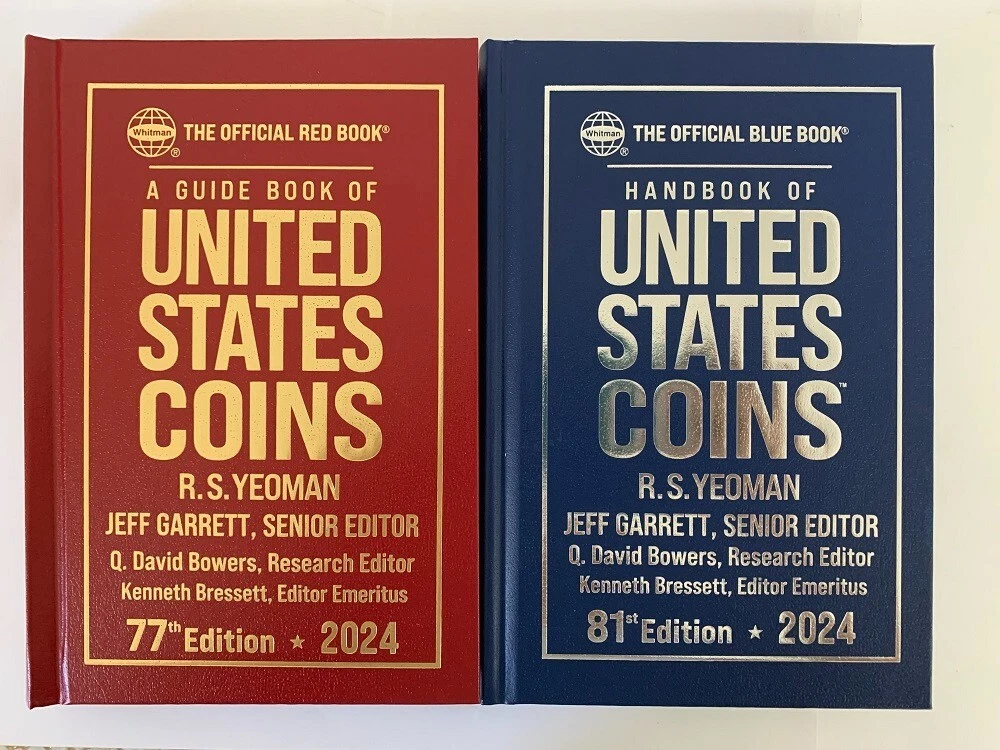 Whitman
®
THE OFFICIAL RED BOOK®
A GUIDE BOOK OF
UNITED
STATES
COINS
R.S. YEOMAN
JEFF GARRETT, SENIOR EDITOR
Q. David Bowers, Research Editor
Kenneth Bressett, Editor Emeritus
77th Edition ★ 2024
Whitman
®
THE OFFICIAL BLUE BOOK®
HANDBOOK OF
UNITED
STATES
COINS™
R.S. YEOMAN
JEFF GARRETT, SENIOR EDITOR
Q. David Bowers, Research Editor
Kenneth Bressett, Editor Emeritus
81st Edition ★ 2024